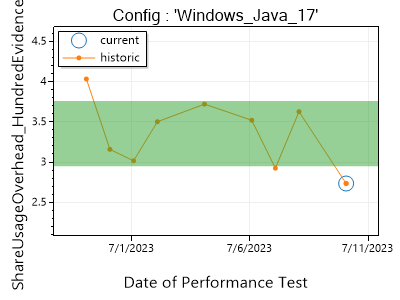 Config : 'Windows_Java_17'
ShareUsageOverhead_HundredEvidence
current
historic
4.5
4
3.5
3
2.5
7/1/2023
7/6/2023
7/11/2023
Date of Performance Test